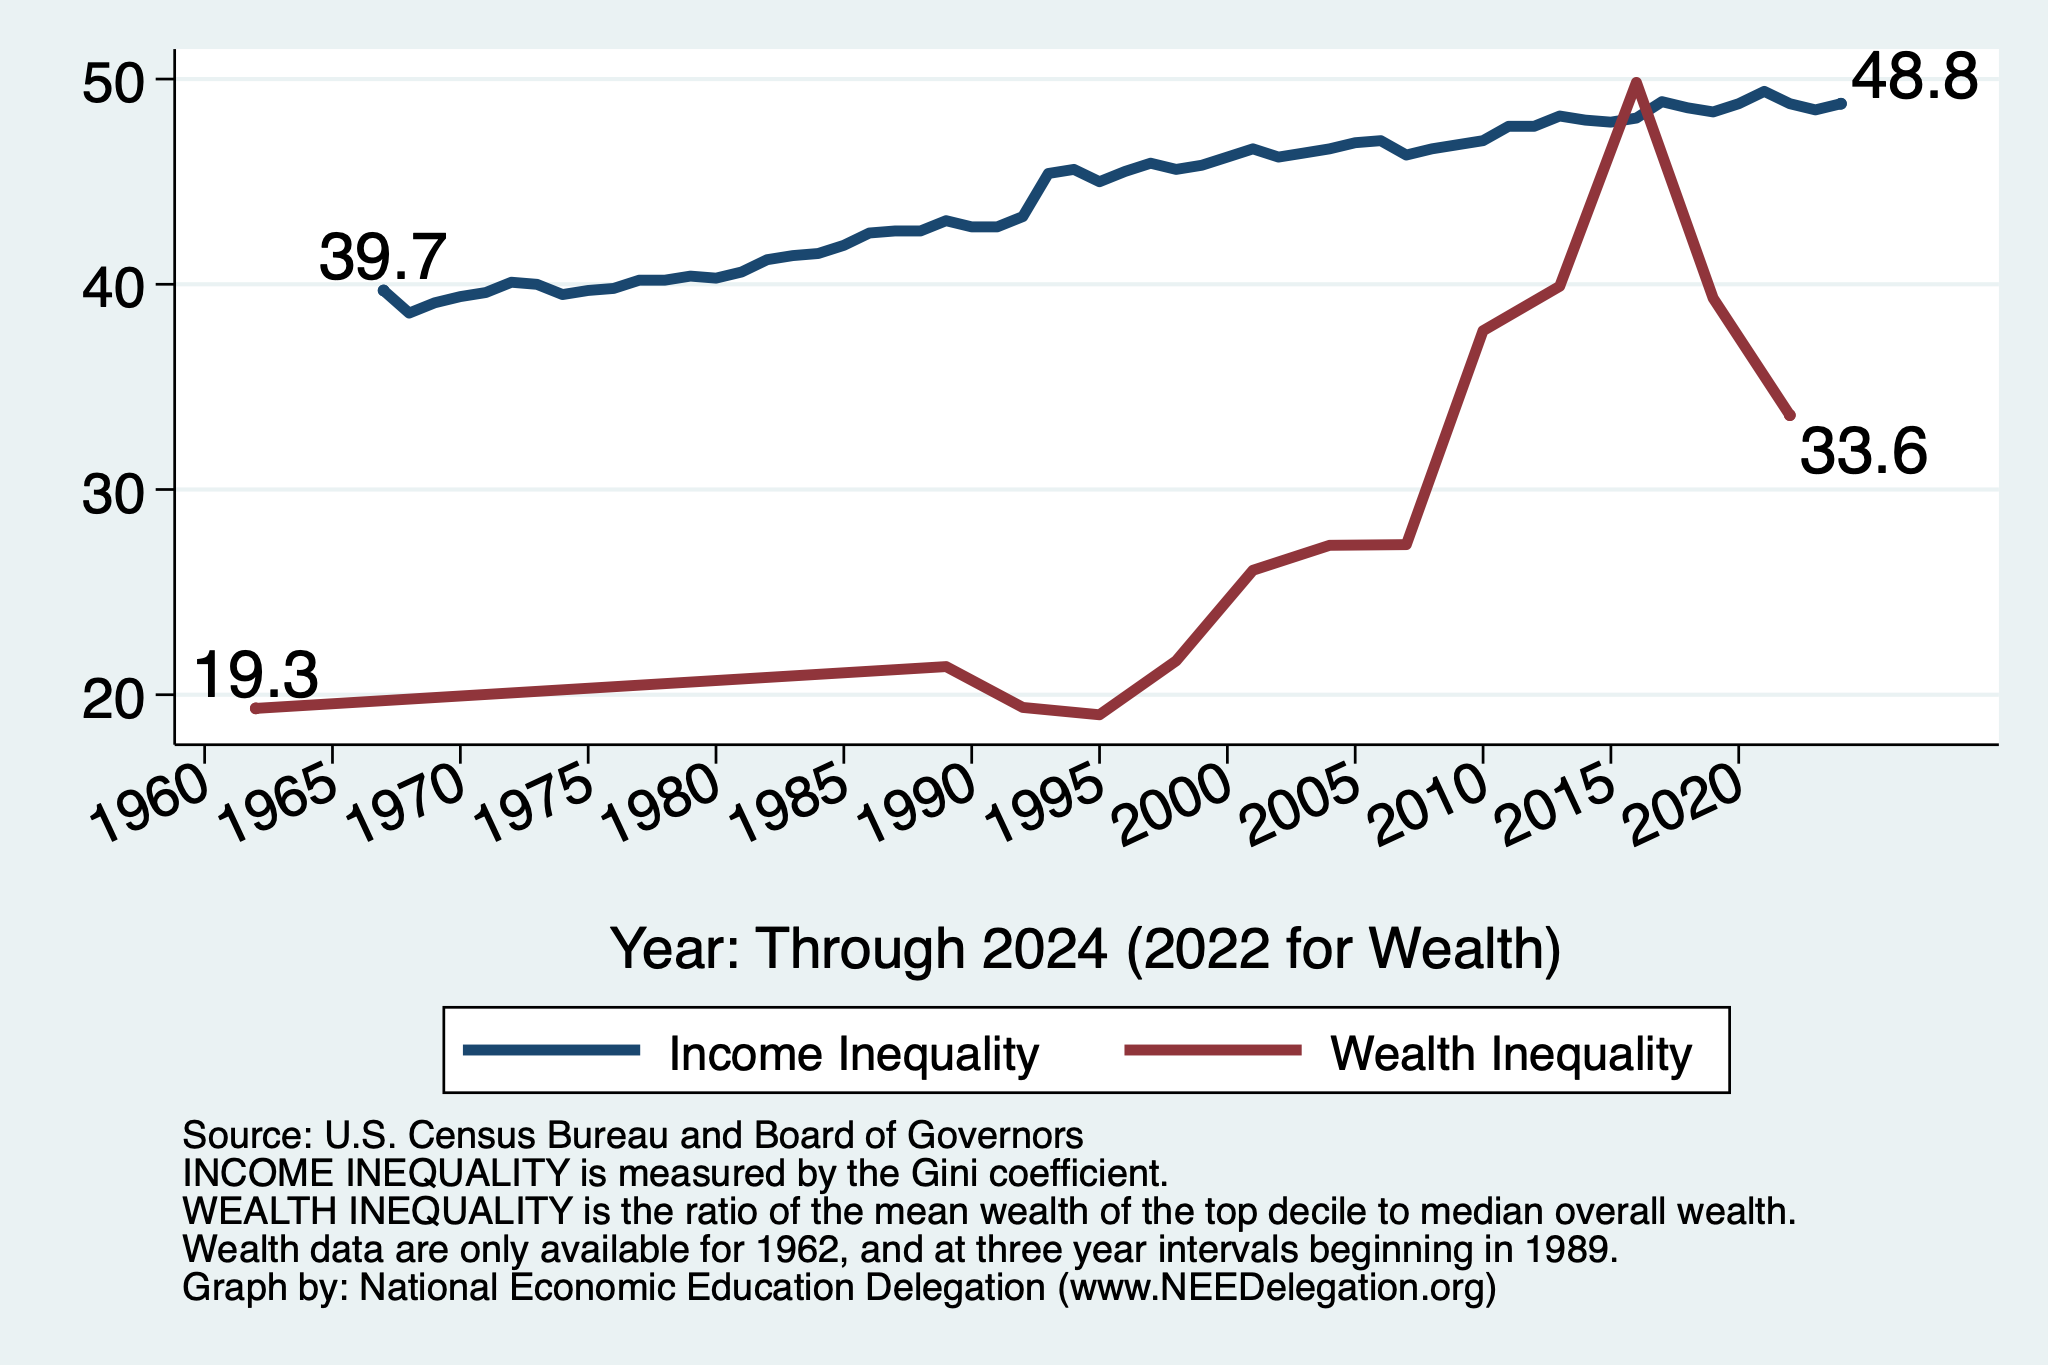 50
48.8
39.7
40
33.6
30
19.3
20
1960 1965 1970 1975 1980 1985 1990 1995 2000 2005 2010 2015 2020
Year: Through 2024 (2022 for Wealth)
Income Inequality Wealth Inequality
Source: U.S. Census Bureau and Board of Governors
INCOME INEQUALITY is measured by the Gini coefficient.
WEALTH INEQUALITY is the ratio of the mean wealth of the top decile to median overall wealth.
Wealth data are only available for 1962, and at three year intervals beginning in 1989.
Graph by: National Economic Education Delegation (www.NEEDelegation.org)